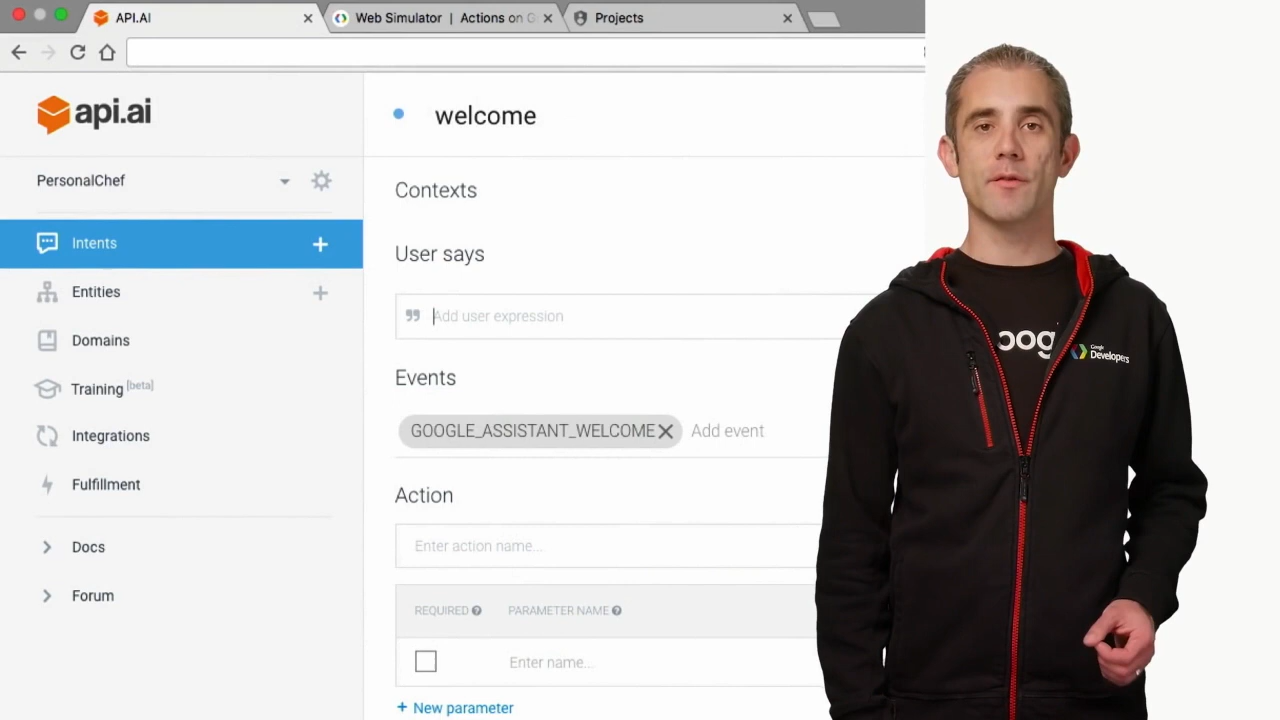 API.AI
Web Simulator | Actions on G
Projects
api.ai
welcome
PersonalChef
Contexts
Intents
User says
Entities
Add user expression
Domains
Training [beta]
Events
Integrations
GOOGLE_ASSISTANT_WELCOME
Add event
Fulfillment
Action
Docs
Enter action name...
Forum
REQUIRED
PARAMETER NAME
Enter name...
+ New parameter
oog
Google
Developers